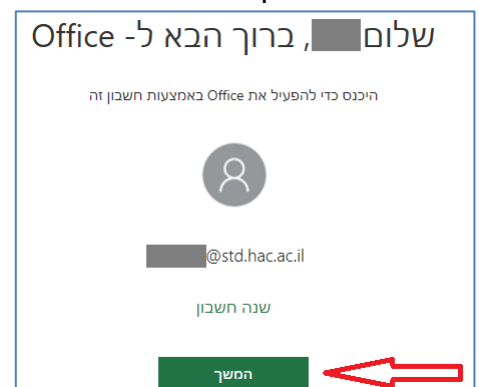 שלום , ברוך הבא ל- Office
היכנס כדי להפעיל את Office באמצעות חשבון זה
@std.hac.ac.il
שנה חשבון
המשך